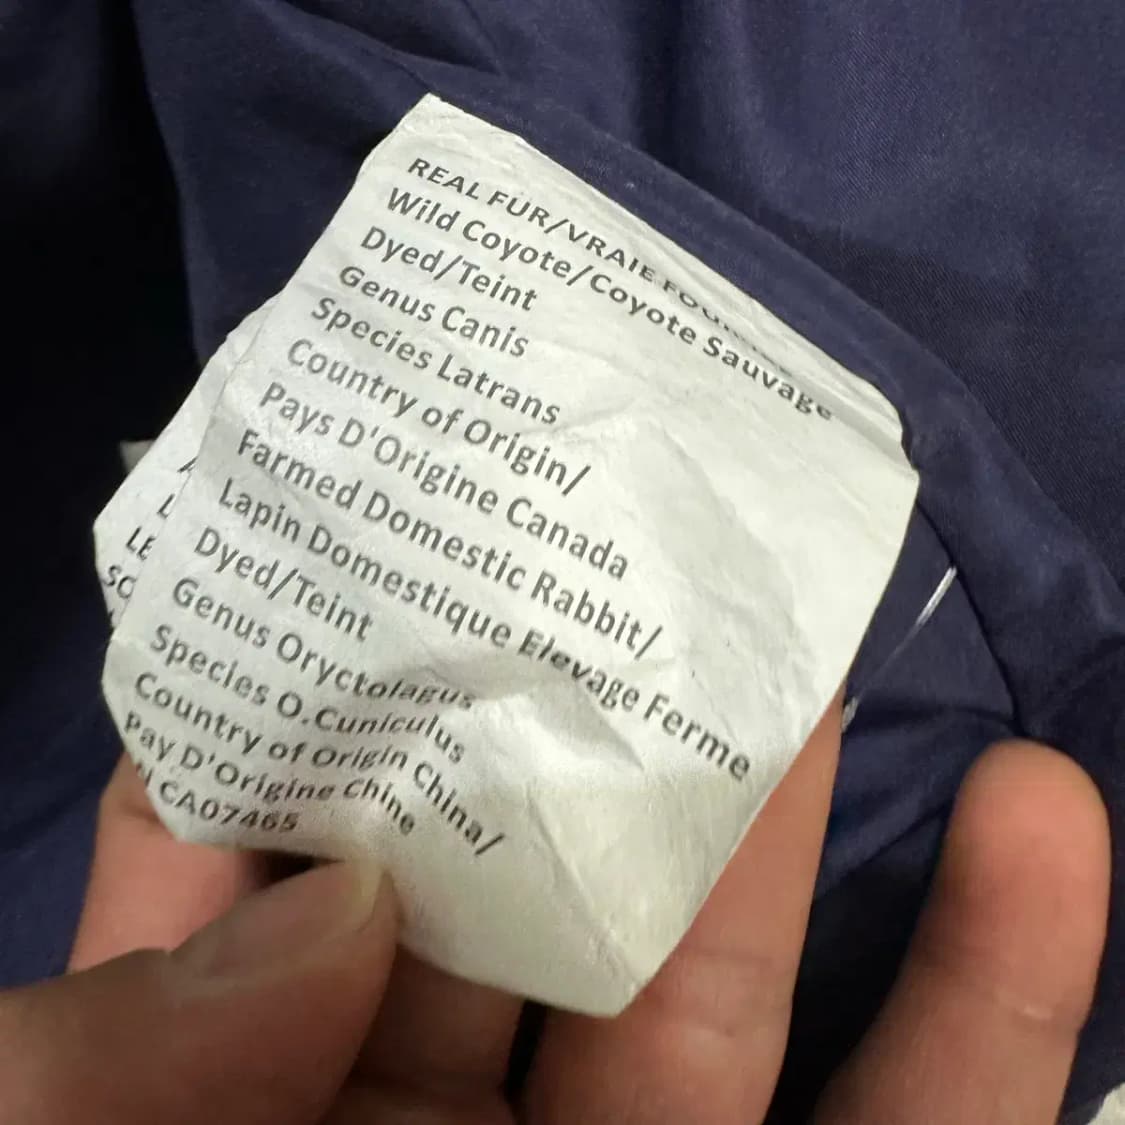 REAL FUR/VRAIE
Wild Coyote/Coyote Sauvage
Dyed/Teint
Genus Canis
Species Latrans
Country of Origin/
Pays D'Origine Canada
Farmed Domestic Rabbit/
Lapin Domestique Elevage Ferme
Dyed/Teint
Genus Oryctolagus
Species O.Cuniculus
Country of Origin China/
Pay D'Origine Chine
CA07465